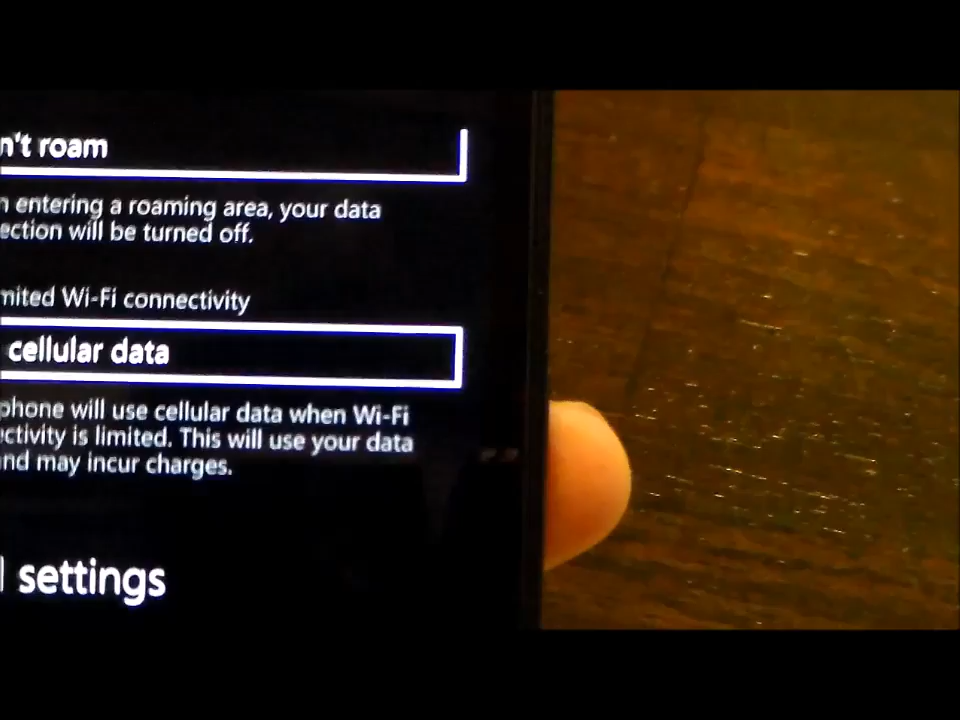 n't roam
n entering a roaming area, your data
ection will be turned off.
mited Wi-Fi connectivity
cellular data
phone will use cellular data when Wi-Fi
ectivity is limited. This will use your data
and may incur charges.
settings